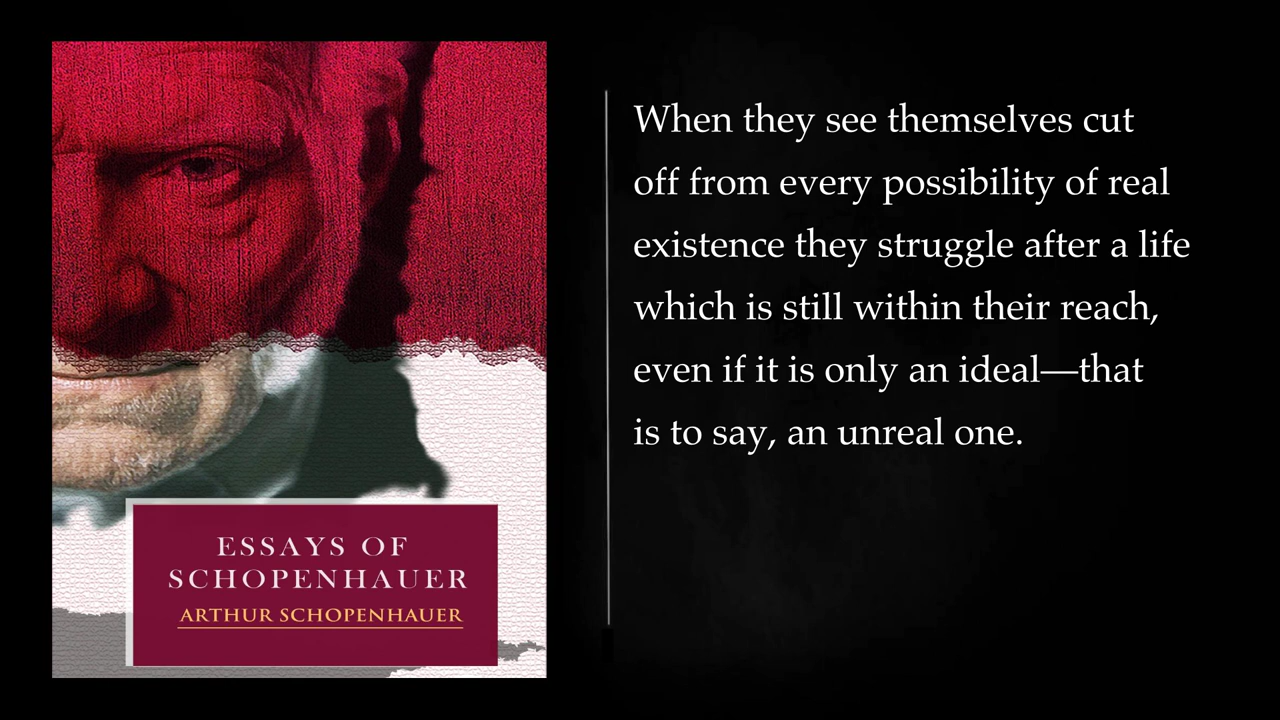 ESSAYS OF
SCHOPENHAUER
ARTHUR SCHOPENHAUER
When they see themselves cut
off from every possibility of real
existence they struggle after a life
which is still within their reach,
even if it is only an ideal—that
is to say, an unreal one.